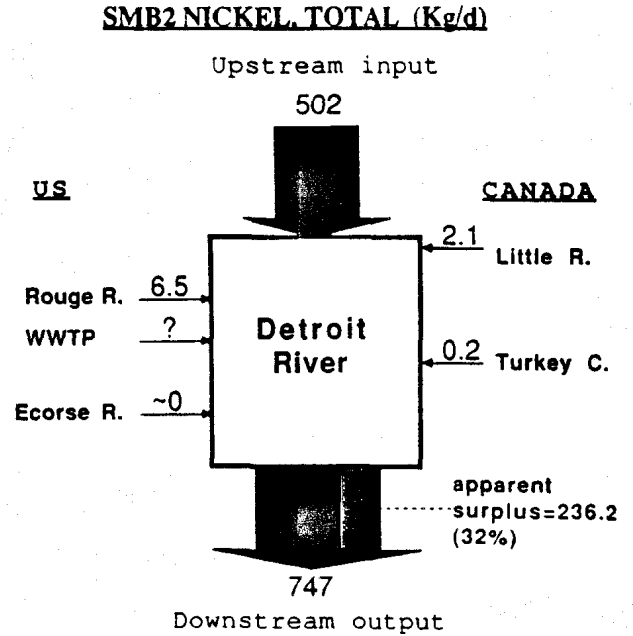 SMB2 NICKEL, TOTAL (Kg/d)
Upstream input
502
US
CANADA
2.1
Little R.
Rouge R. 6.5
WWTP ?
Detroit
River
0.2
Turkey C.
Ecorse R. ~0
apparent
surplus=236.2
(32%)
747
Downstream output